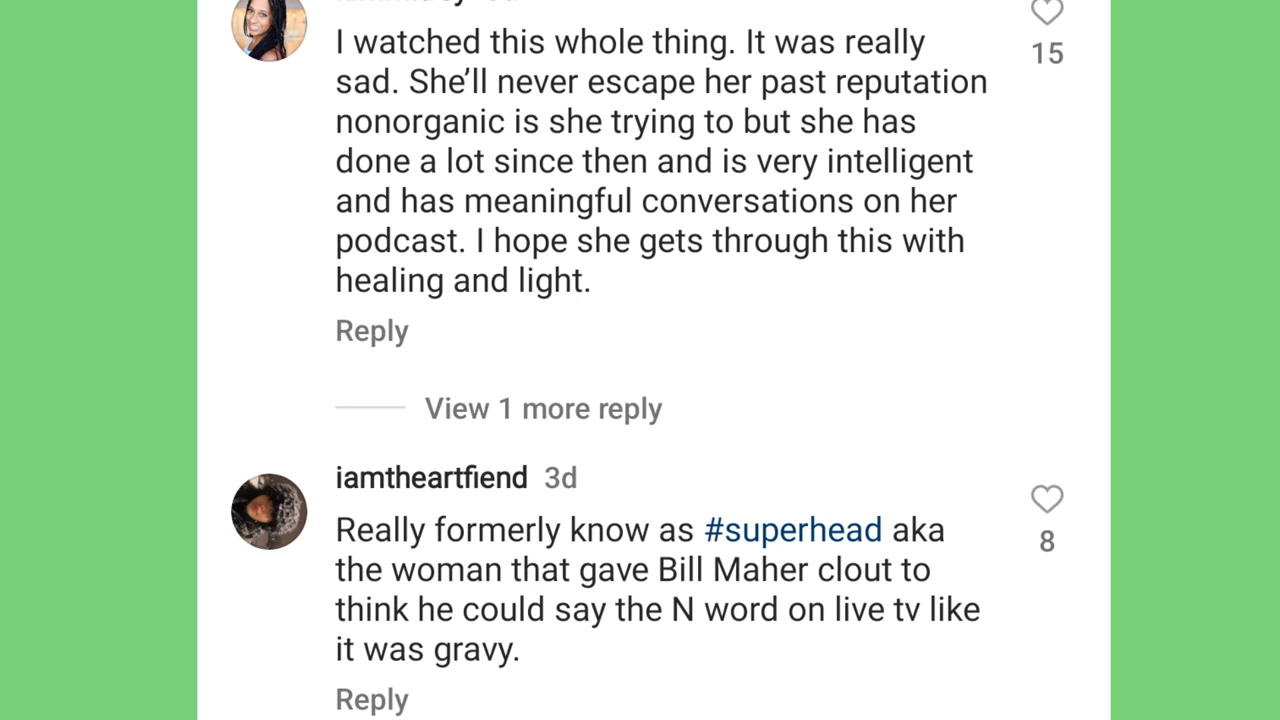 15
I watched this whole thing. It was really
sad. She’ll never escape her past reputation
nonorganic is she trying to but she has
done a lot since then and is very intelligent
and has meaningful conversations on her
podcast. I hope she gets through this with
healing and light.
Reply
View 1 more reply
iamtheartfiend 3d
Really formerly know as #superhead aka
the woman that gave Bill Maher clout to
think he could say the N word on live tv like
it was gravy.
8
Reply